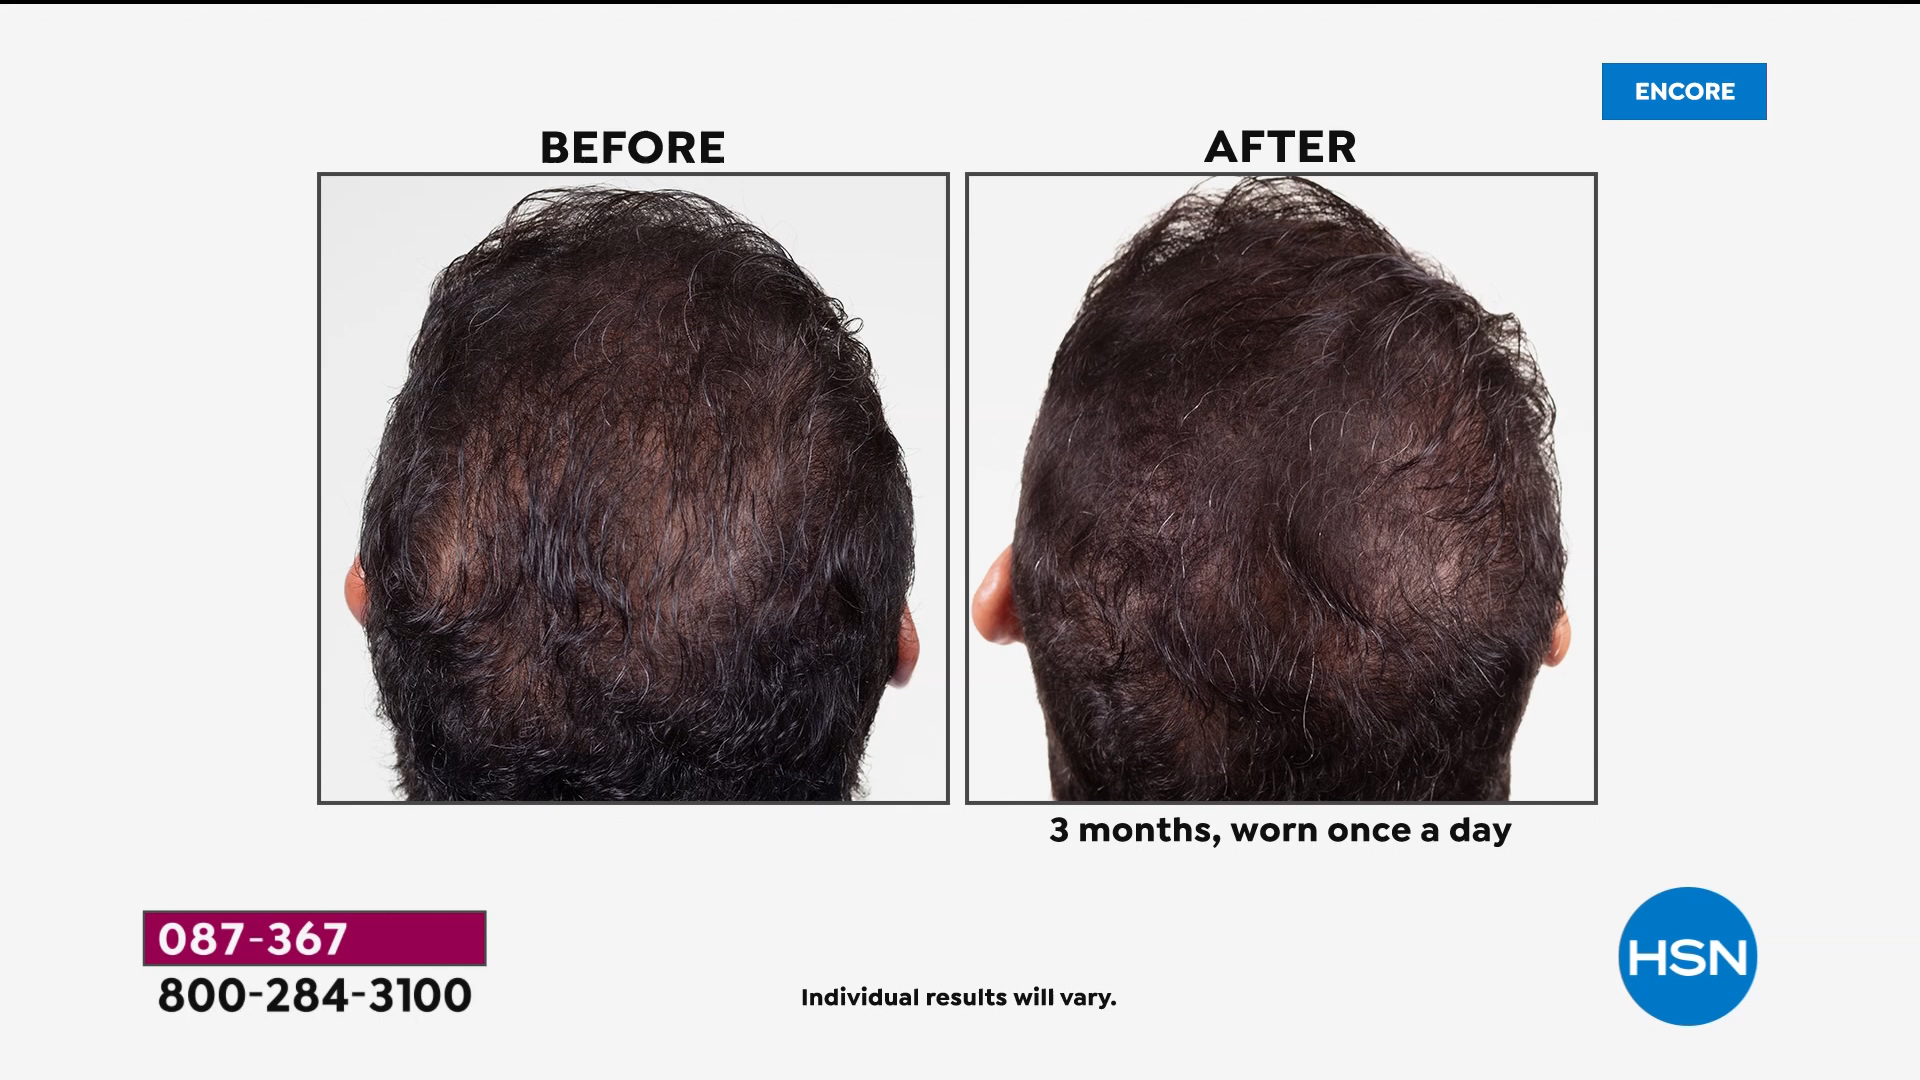 ENCORE
BEFORE
AFTER
3 months, worn once a day
087-367
800-284-3100
Individual results will vary.
HSN